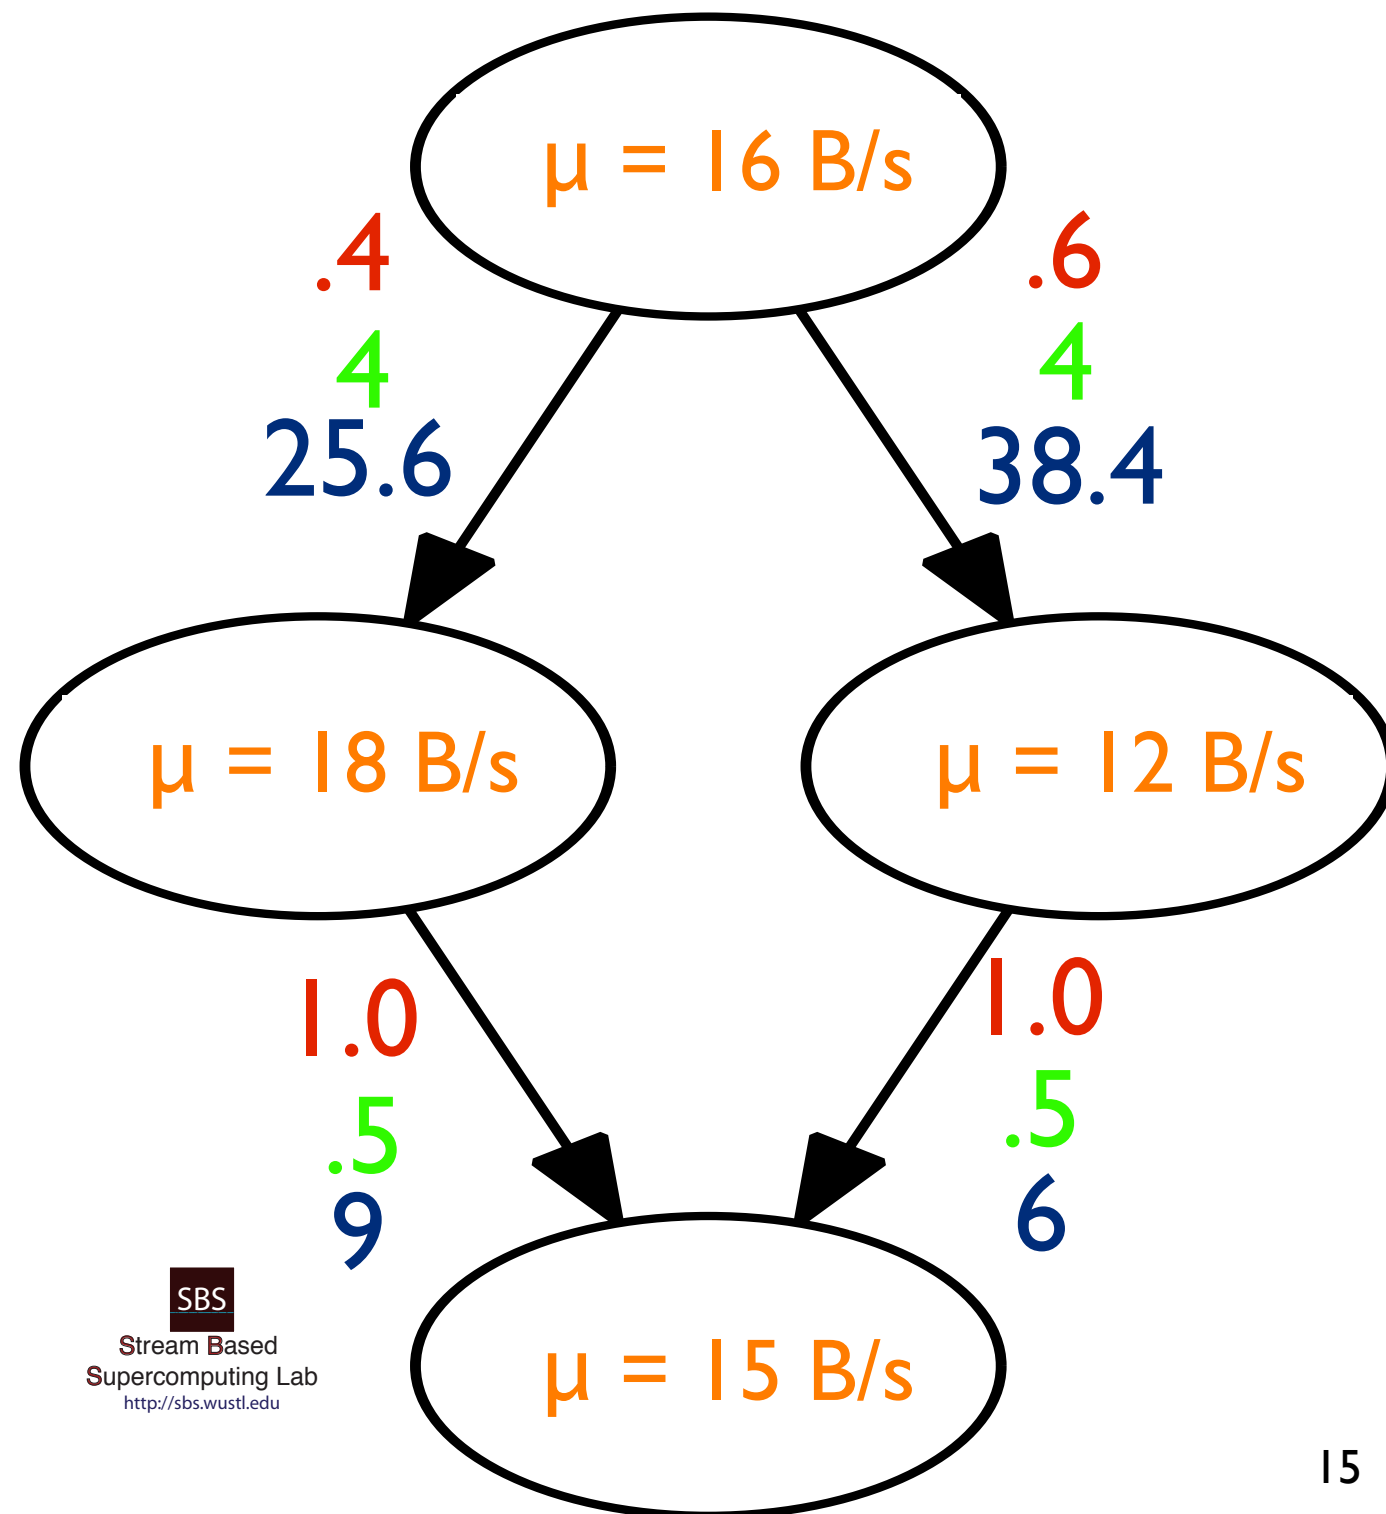 μ = 16 B/s
.4
.6
4
4
25.6
38.4
μ = 18 B/s
μ = 12 B/s
1.0
1.0
.5
.5
9
6
SBS
Stream Based
Supercomputing Lab
http://sbs.wustl.edu
μ = 15 B/s
15